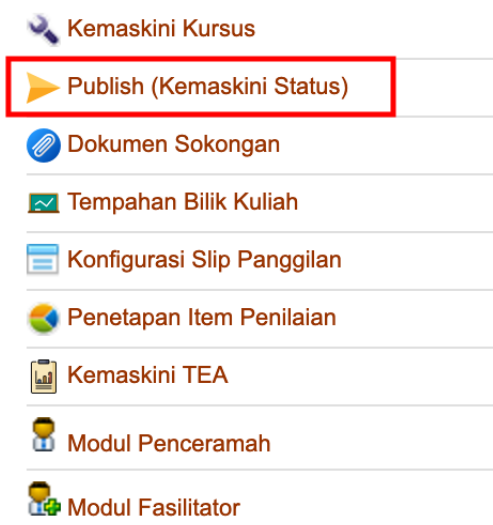 Kemaskini Kursus
Publish (Kemaskini Status)
Dokumen Sokongan
Tempahan Bilik Kuliah
Konfigurasi Slip Panggilan
Penetapan Item Penilaian
Kemaskini TEA
Modul Penceramah
Modul Fasilitator